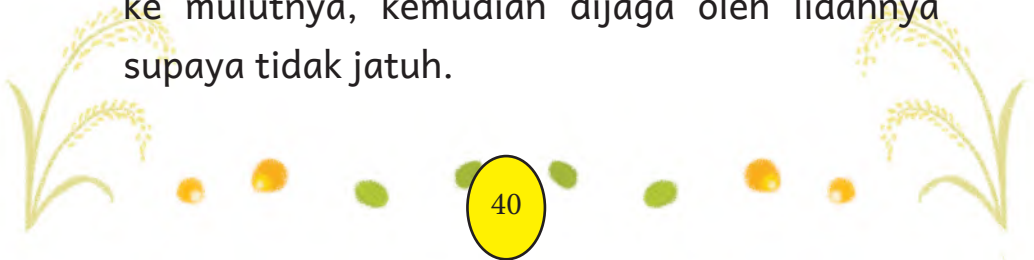 ke mulutnya, kemudian dijaga oleh lidahnya
supaya tidak jatuh.
40